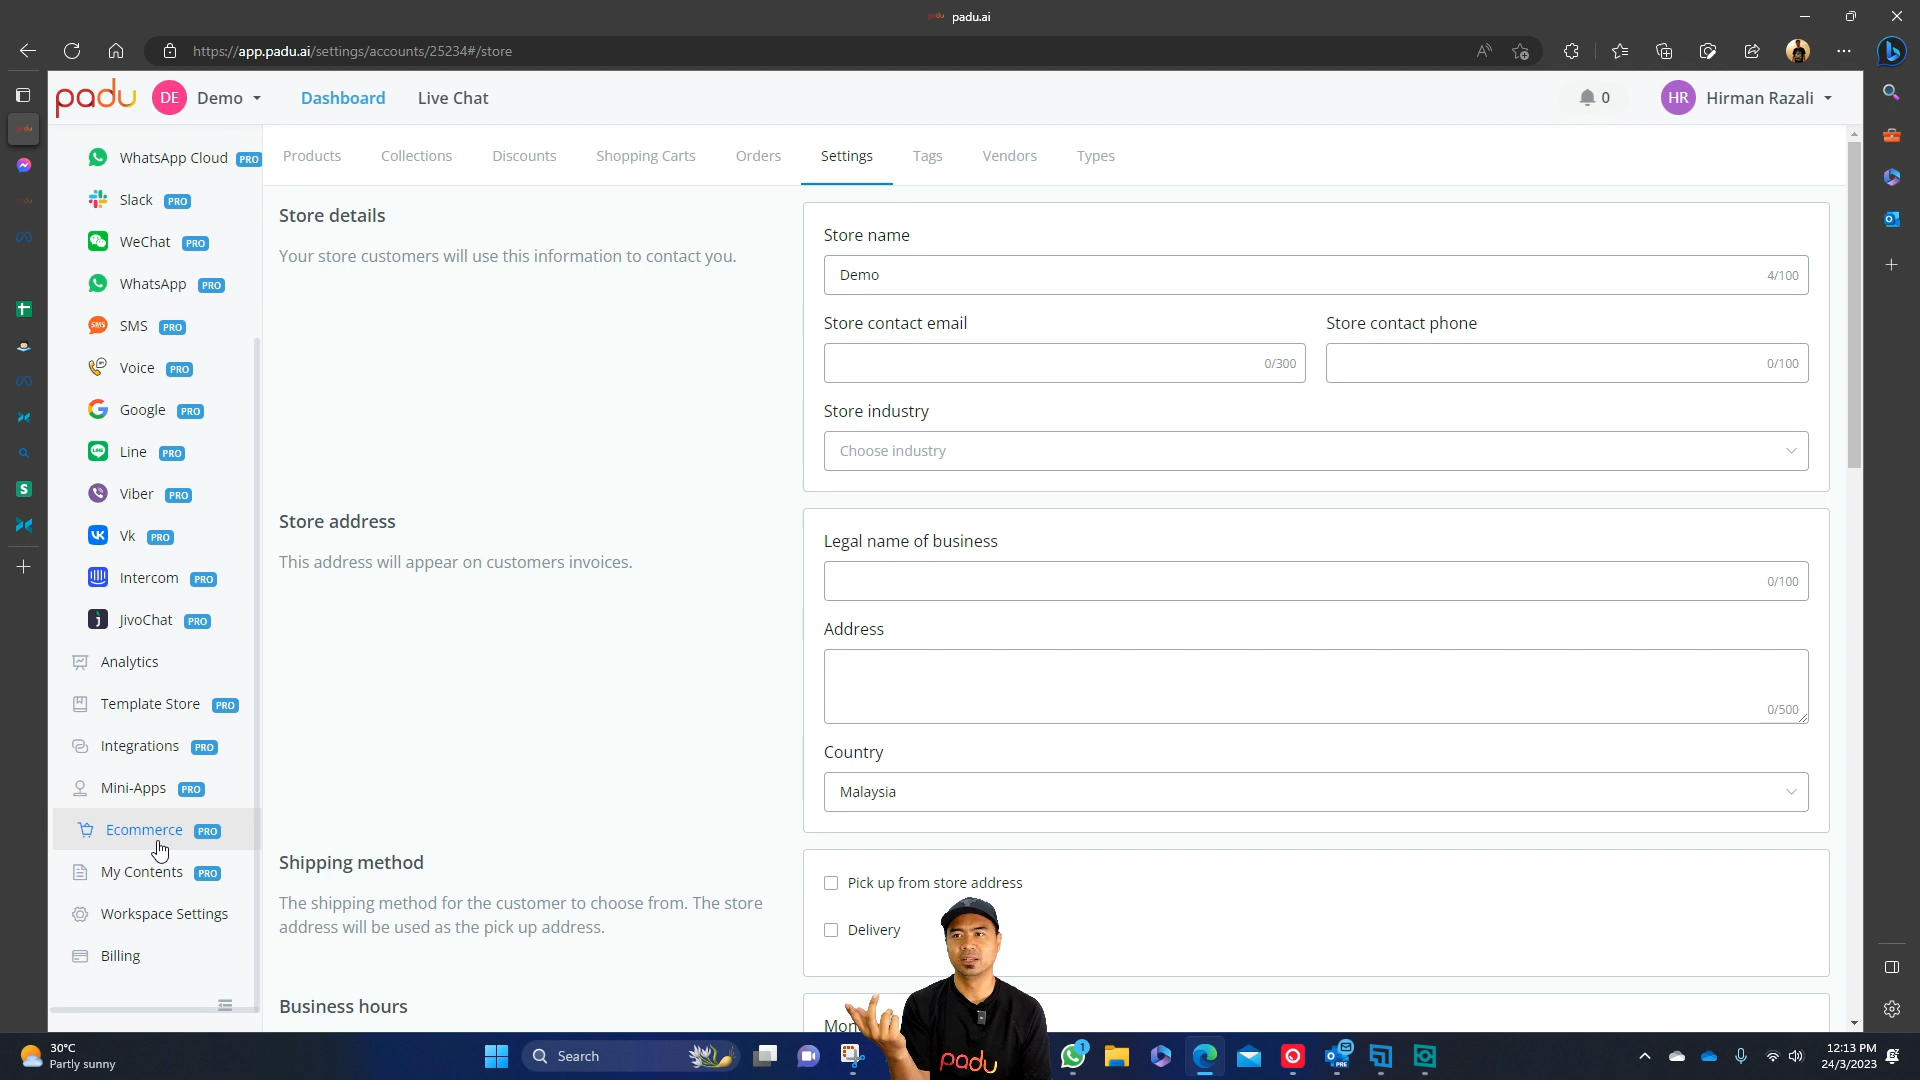 padu.ai
https://app.padu.ai/settings/accounts/25234#/store
padu DE Demo Dashboard Live Chat 0 HR Hirman Razali
WhatsApp Cloud PRO
Slack PRO
WeChat PRO
WhatsApp PRO
SMS SMS PRO
Voice PRO
Google PRO
LINE Line PRO
Viber PRO
VK Vk PRO
Intercom PRO
j JivoChat PRO
Analytics
Template Store PRO
Integrations PRO
Mini-Apps PRO
Ecommerce PRO
My Contents PRO
Workspace Settings
Billing
Products Collections Discounts Shopping Carts Orders Settings Tags Vendors Types
Store details
Your store customers will use this information to contact you.
Store name
Demo 4/100
Store contact email Store contact phone
0/300 0/100
Store industry
Choose industry
Store address
This address will appear on customers invoices.
Legal name of business
0/100
Address
0/500
Country
Malaysia
Shipping method
The shipping method for the customer to choose from. The store
address will be used as the pick up address.
Pick up from store address
Delivery
Business hours
Mon
padu
30°C
Partly sunny
Search
1
PRE
12:13 PM
24/3/2023